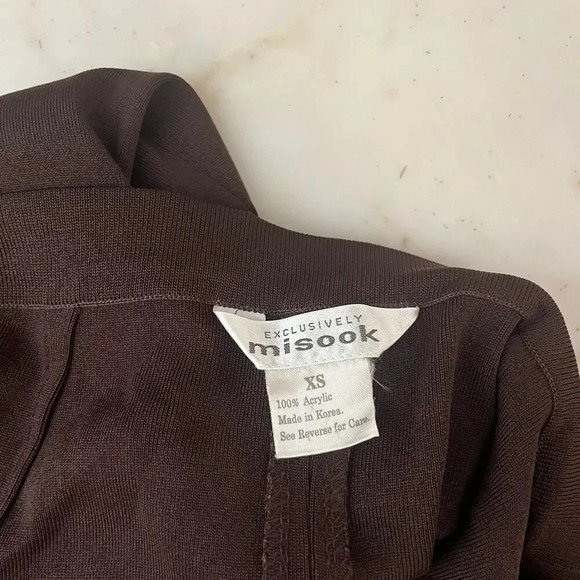 EXCLUSIVELY
misook
XS
100% Acrylic
Made in Korea.
See Reverse for Care.